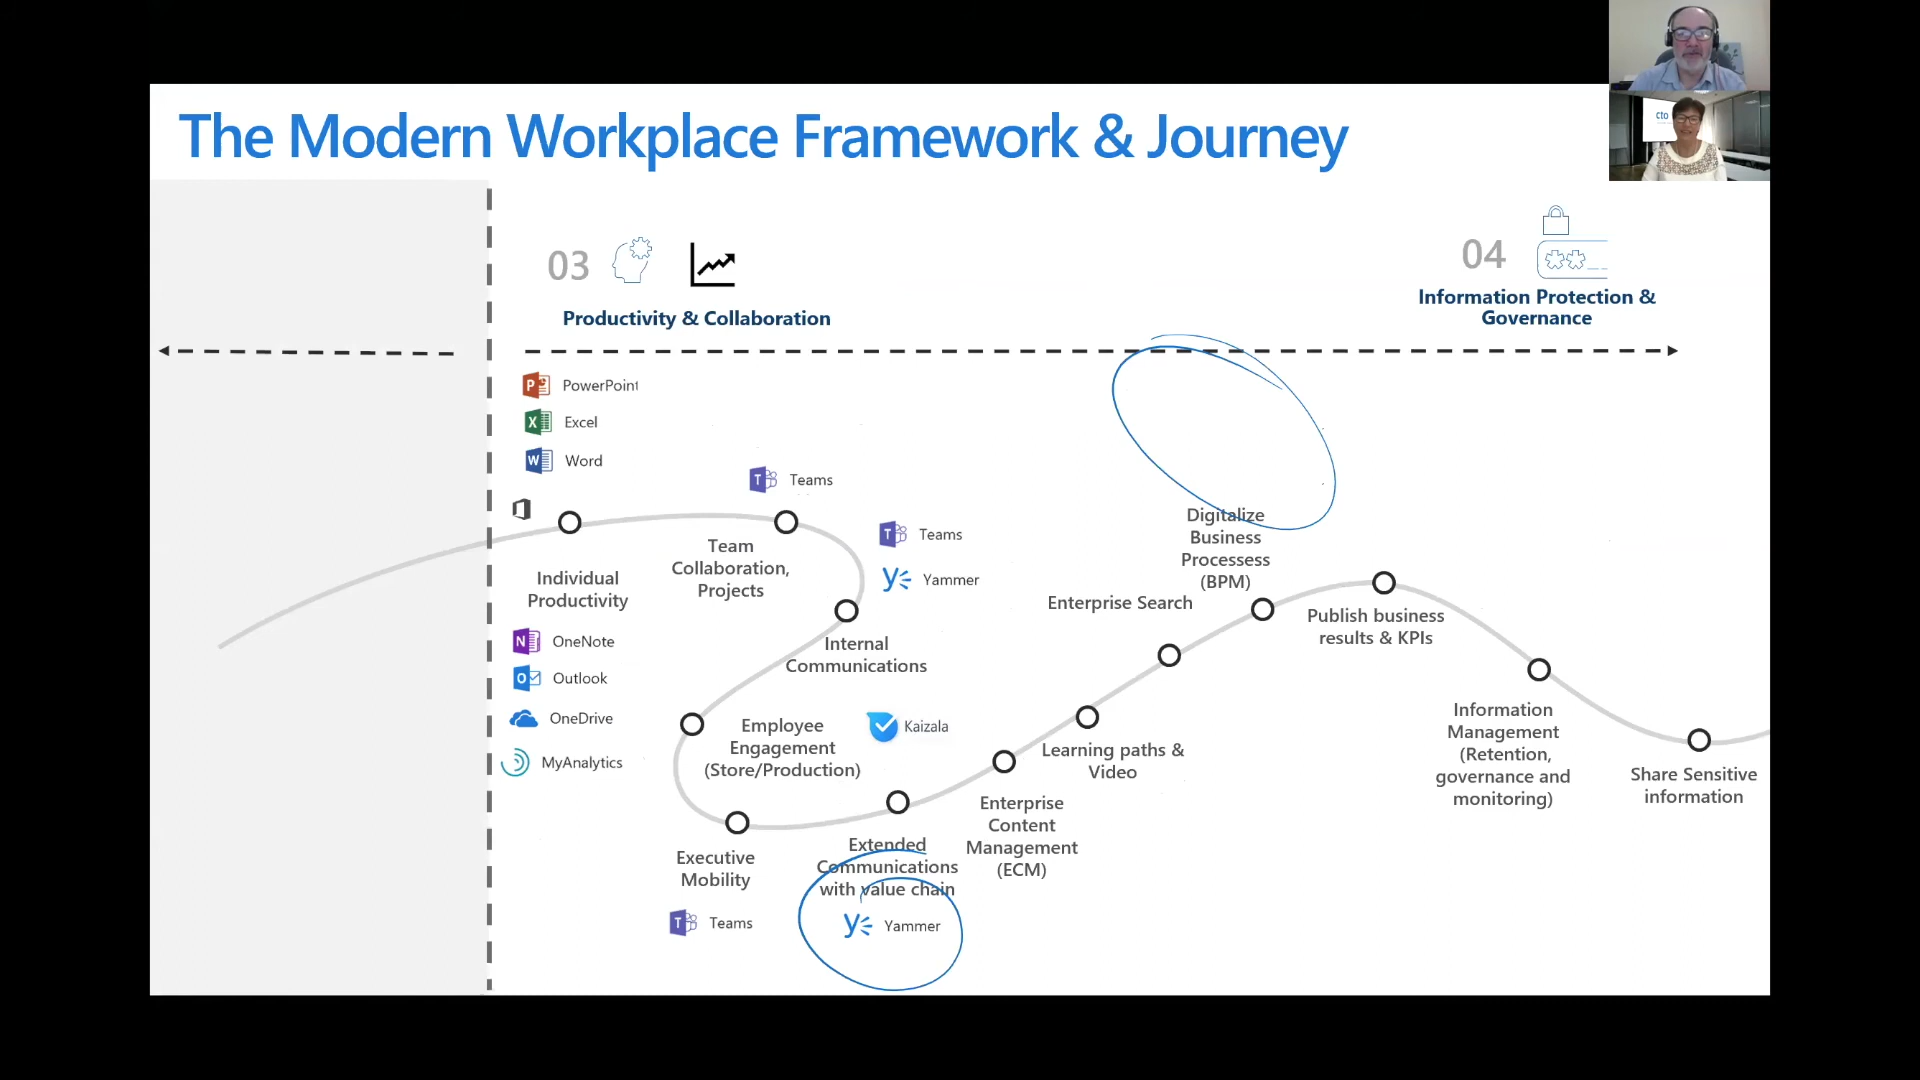 The Modern Workplace Framework & Journey
cto
03
04
Productivity & Collaboration
Information Protection &
Governance
PowerPoint
Excel
Word
Teams
Teams
Yammer
Individual
Productivity
Team
Collaboration,
Projects
Internal
Communications
OneNote
Outlook
OneDrive
MyAnalytics
Employee
Engagement
(Store/Production)
Kaizala
Executive
Mobility
Teams
Extended
Communications
with value chain
Yammer
Enterprise
Content
Management
(ECM)
Learning paths &
Video
Enterprise Search
Digitalize
Business
Processess
(BPM)
Publish business
results & KPIs
Information
Management
(Retention,
governance and
monitoring)
Share Sensitive
information